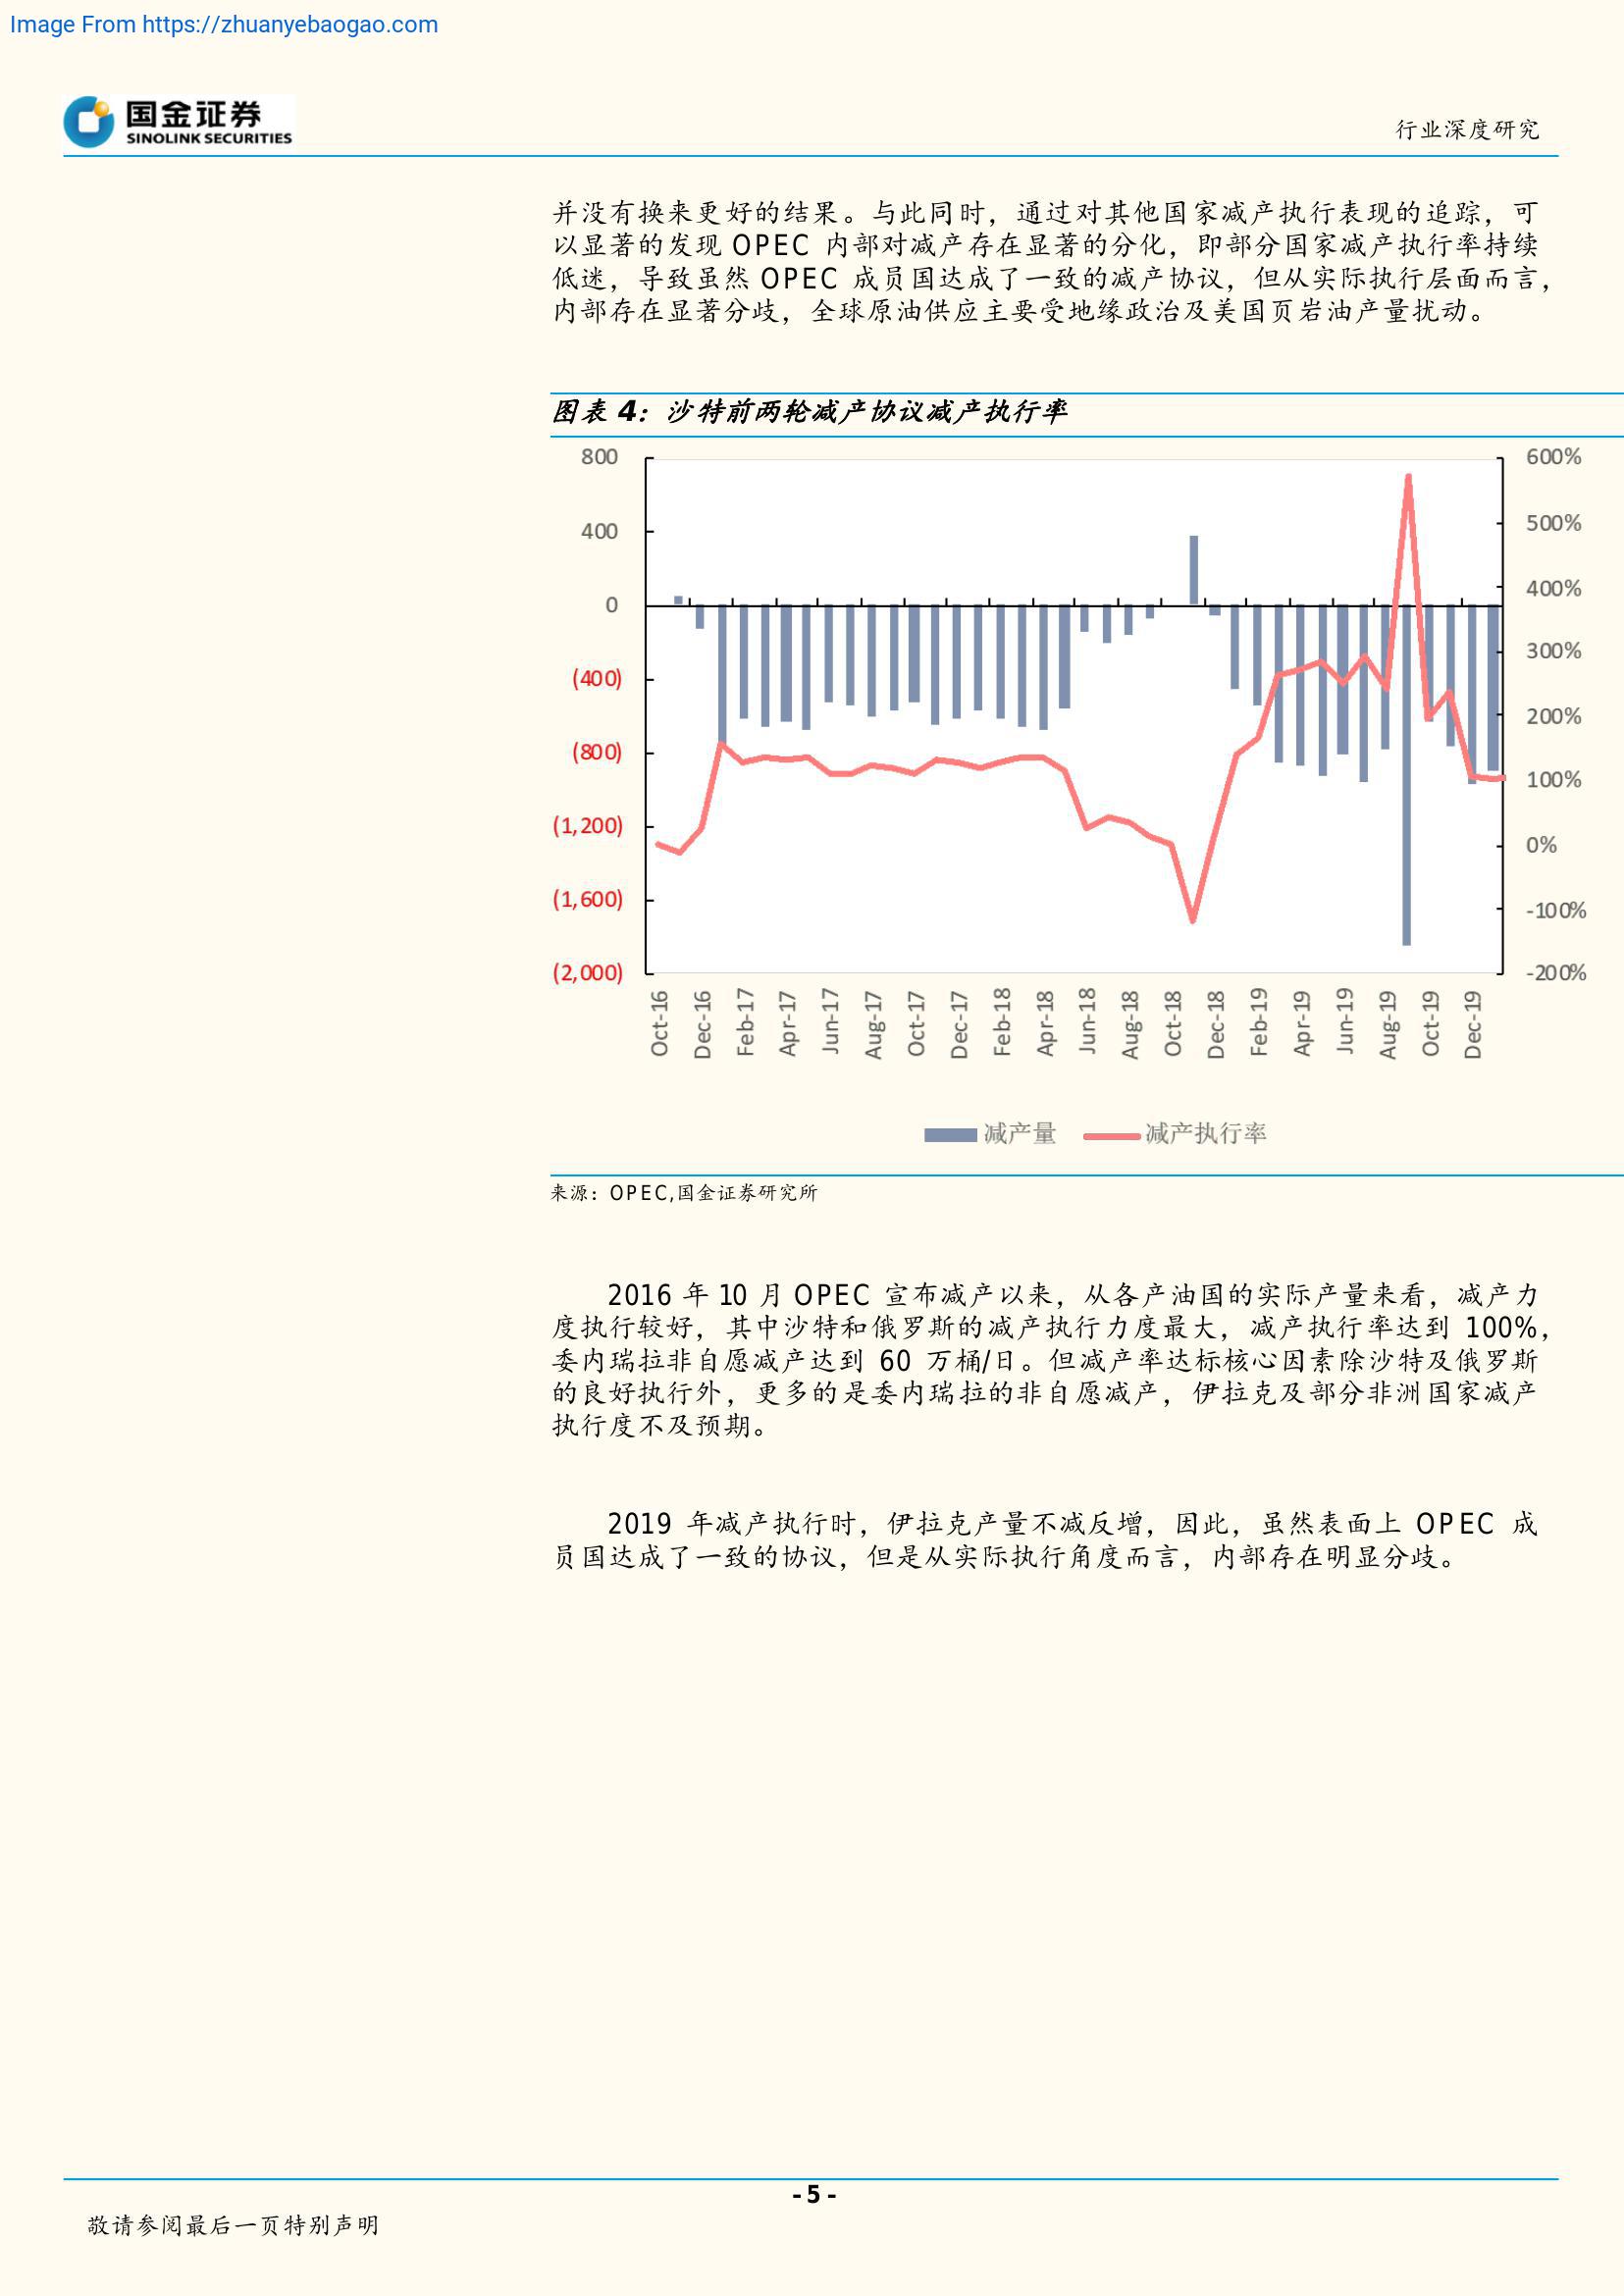 Image From https://zhuanyebaogao.com
国金证券
SINOLINK SECURITIES
行业深度研究
并没有换来更好的结果。与此同时，通过对其他国家减产执行表现的追踪，可
以显著的发现 OPEC 内部对减产存在显著的分化，即部分国家减产执行率持续
低迷，导致虽然 OPEC 成员国达成了一致的减产协议，但从实际执行层面而言，
内部存在显著分歧，全球原油供应主要受地缘政治及美国页岩油产量扰动。
图表 4：沙特前两轮减产协议减产执行率
800
400
0
(400)
(800)
(1,200)
(1,600)
(2,000)
600%
500%
400%
300%
200%
100%
0%
-100%
-200%
Oct-16
Dec-16
Feb-17
Apr-17
Jun-17
Aug-17
Oct-17
Dec-17
Feb-18
Apr-18
Jun-18
Aug-18
Oct-18
Dec-18
Feb-19
Apr-19
Jun-19
Aug-19
Oct-19
Dec-19
减产量
减产执行率
来源：OPEC,国金证券研究所
2016 年 10 月 OPEC 宣布减产以来，从各产油国的实际产量来看，减产力
度执行较好，其中沙特和俄罗斯的减产执行力度最大，减产执行率达到 100%，
委内瑞拉非自愿减产达到 60 万桶/日。但减产率达标核心因素除沙特及俄罗斯
的良好执行外，更多的是委内瑞拉的非自愿减产，伊拉克及部分非洲国家减产
执行度不及预期。
2019 年减产执行时，伊拉克产量不减反增，因此，虽然表面上 OPEC 成
员国达成了一致的协议，但是从实际执行角度而言，内部存在明显分歧。
- 5 -
敬请参阅最后一页特别声明